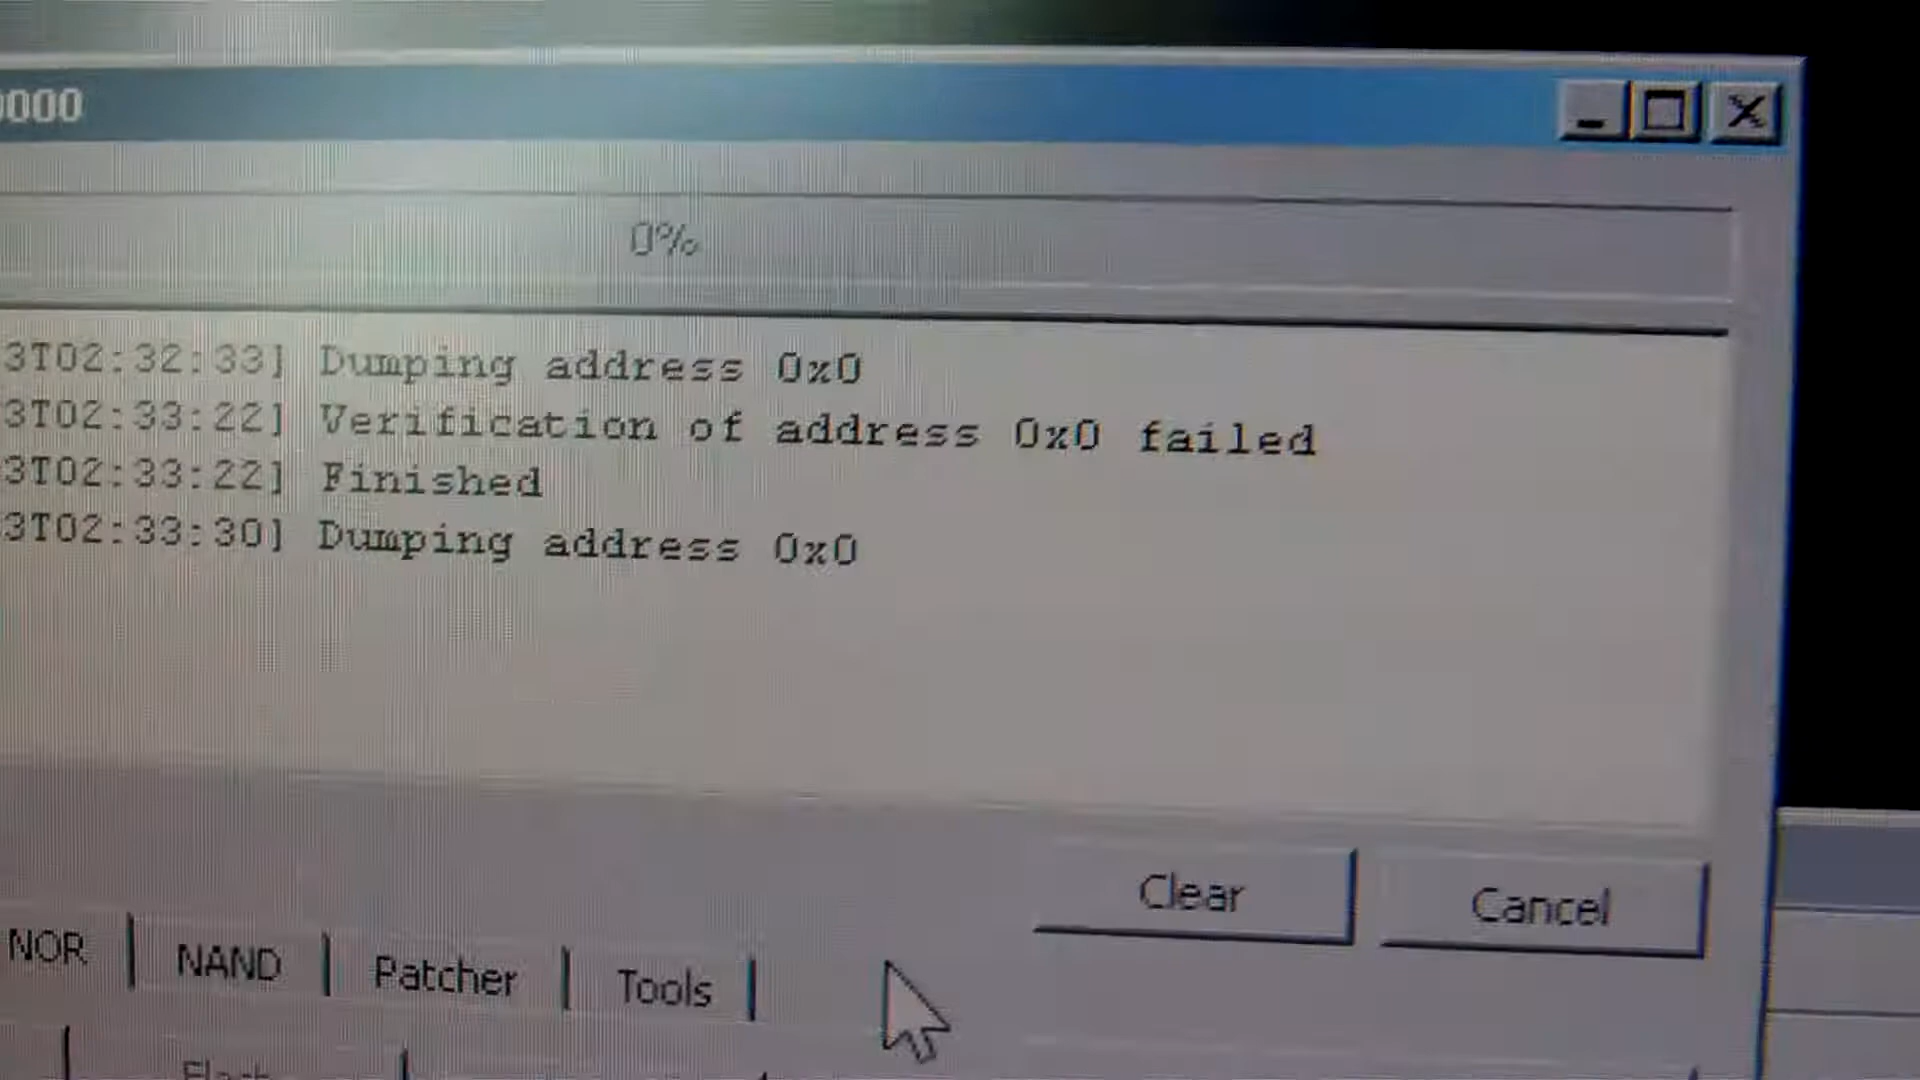 0000
0%
3T02:32:33] Dumping address 0x0
3T02:33:22] Verification of address 0x0 failed
3T02:33:22] Finished
3T02:33:30] Dumping address 0x0
Clear Cancel
NOR NAND Patcher Tools